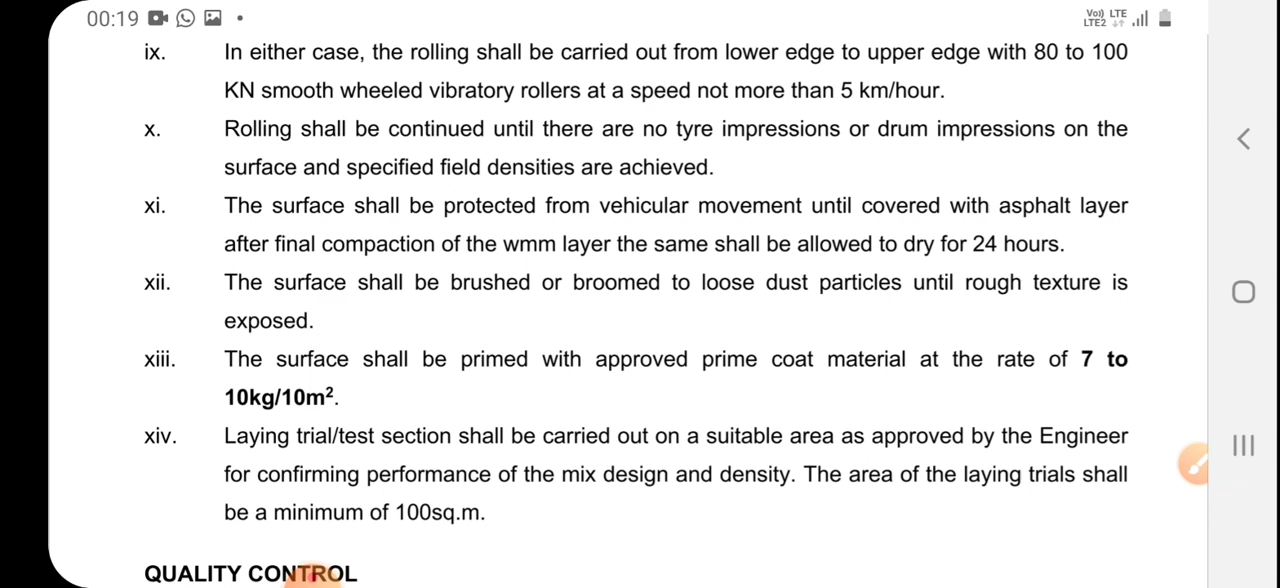 00:19
Vo)) LTE
LTE2
ix. In either case, the rolling shall be carried out from lower edge to upper edge with 80 to 100
KN smooth wheeled vibratory rollers at a speed not more than 5 km/hour.
x. Rolling shall be continued until there are no tyre impressions or drum impressions on the
surface and specified field densities are achieved.
xi. The surface shall be protected from vehicular movement until covered with asphalt layer
after final compaction of the wmm layer the same shall be allowed to dry for 24 hours.
xii. The surface shall be brushed or broomed to loose dust particles until rough texture is
exposed.
xiii. The surface shall be primed with approved prime coat material at the rate of 7 to
10kg/10m².
xiv. Laying trial/test section shall be carried out on a suitable area as approved by the Engineer
for confirming performance of the mix design and density. The area of the laying trials shall
be a minimum of 100sq.m.
QUALITY CONTROL